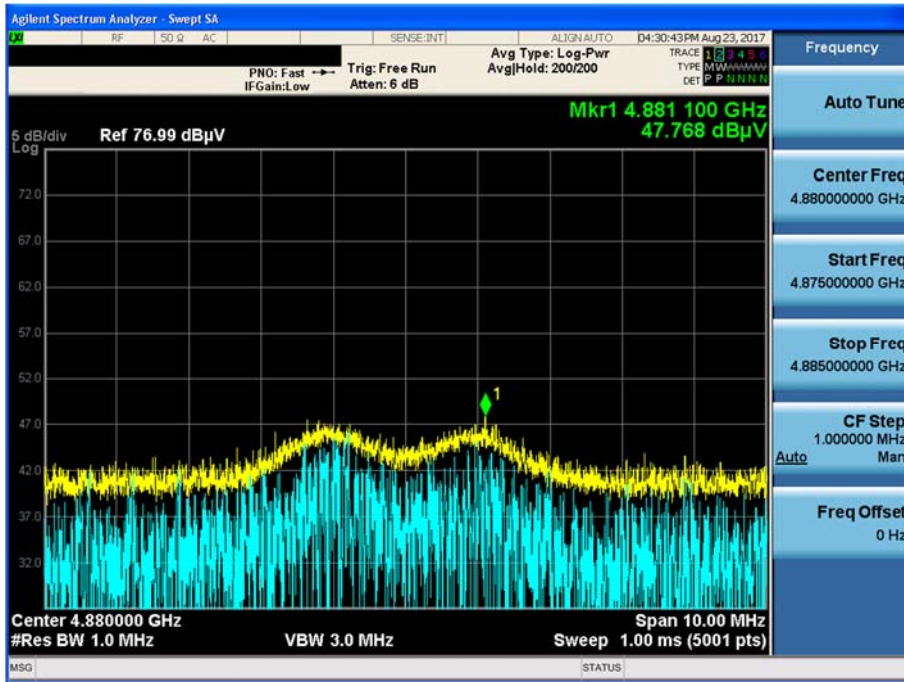 Agilent Spectrum Analyzer - Swept SA
LXI RF 50 Ω AC SENSE:INT ALIGN AUTO 04:30:43 PM Aug 23, 2017
PNO: Fast Trig: Free Run Avg Type: Log-Pwr TRACE 1 2 3 4 5 6
IFGain:Low Atten: 6 dB Avg|Hold: 200/200 TYPE M W W W W W
DET P P N N N N
Frequency
Mkr1 4.881 100 GHz
47.768 dBµV
5 dB/div Ref 76.99 dBµV
Log
72.0
67.0
62.0
57.0
52.0
47.0
42.0
37.0
32.0
1
Center 4.880000 GHz Span 10.00 MHz
#Res BW 1.0 MHz VBW 3.0 MHz Sweep 1.00 ms (5001 pts)
MSG STATUS
Auto Tune
Center Freq
4.880000000 GHz
Start Freq
4.875000000 GHz
Stop Freq
4.885000000 GHz
CF Step
1.000000 MHz
Auto Man
Freq Offset
0 Hz